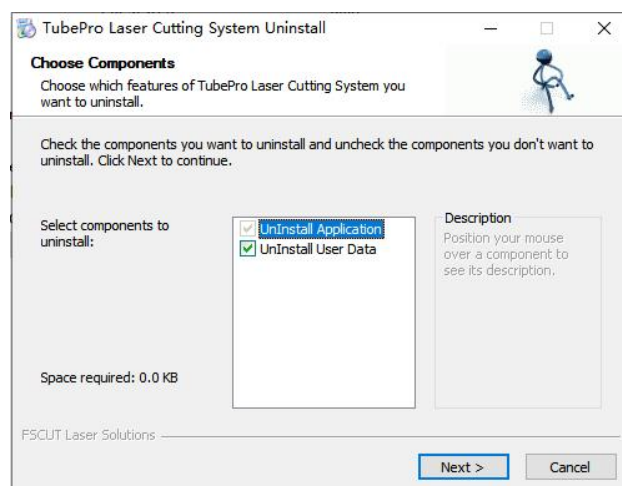 TubePro Laser Cutting System Uninstall
Choose Components
Choose which features of TubePro Laser Cutting System you
want to uninstall.
Check the components you want to uninstall and uncheck the components you don't want to
uninstall. Click Next to continue.
Select components to
uninstall:
UnInstall Application
UnInstall User Data
Description
Position your mouse
over a component to
see its description.
Space required: 0.0 KB
FSCUT Laser Solutions
Next >
Cancel